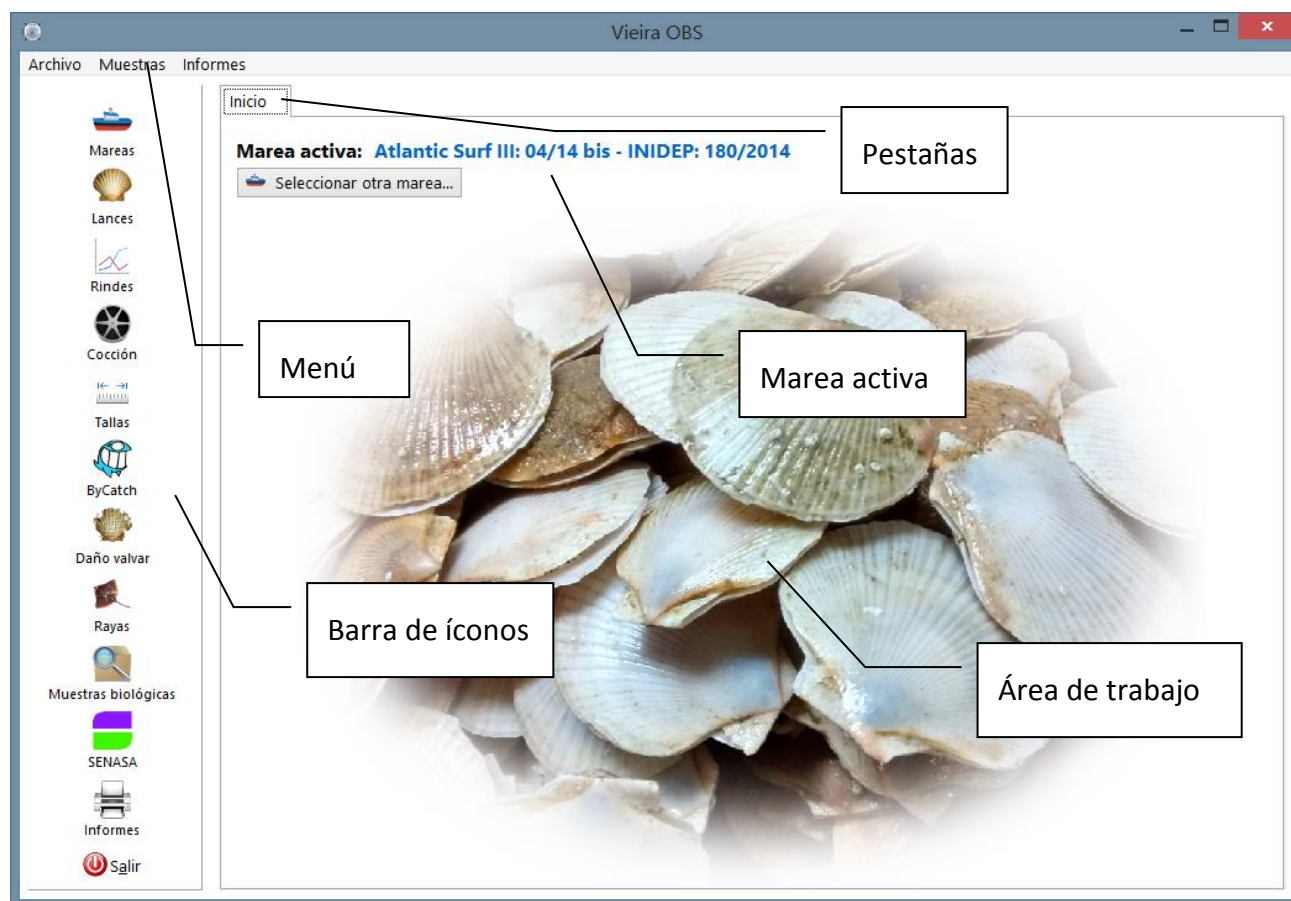 Vieira OBS
Archivo Muestras Informes
Inicio
Marea activa: Atlantic Surf III: 04/14 bis - INIDEP: 180/2014
Seleccionar otra marea...
Mareas
Lances
Rindes
Cocción
Tallas
ByCatch
Daño valvar
Rayas
Muestras biológicas
SENASA
Informes
Salir
Pestañas
Menú
Marea activa
Barra de íconos
Área de trabajo